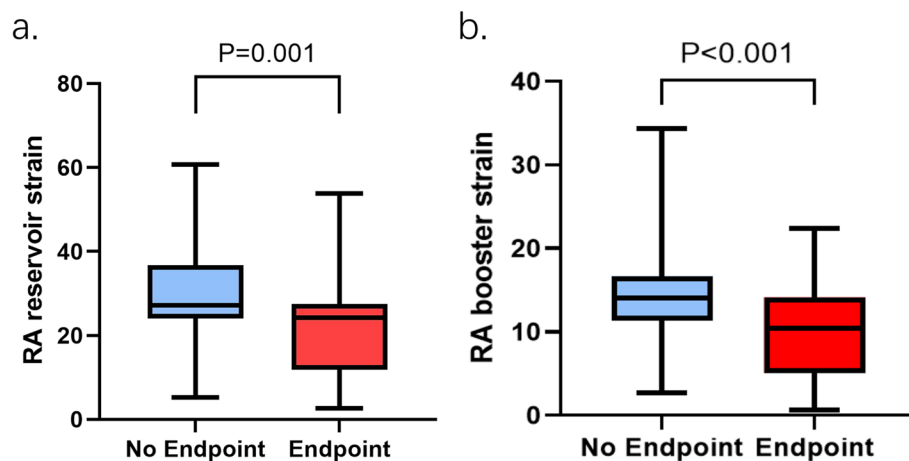 a.
P=0.001
80
60
40
20
0
RA reservoir strain
No Endpoint Endpoint
b.
P<0.001
40
30
20
10
0
RA booster strain
No Endpoint Endpoint